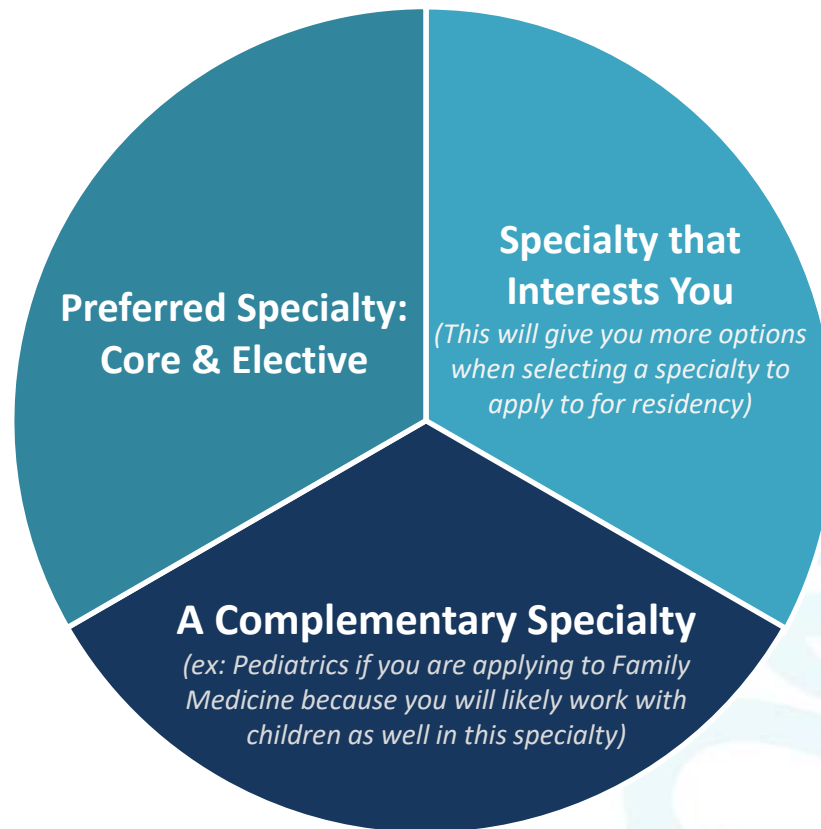 Preferred Specialty:
Core & Elective
Specialty that
Interests You
(This will give you more options
when selecting a specialty to
apply to for residency)
A Complementary Specialty
(ex: Pediatrics if you are applying to Family
Medicine because you will likely work with
children as well in this specialty)